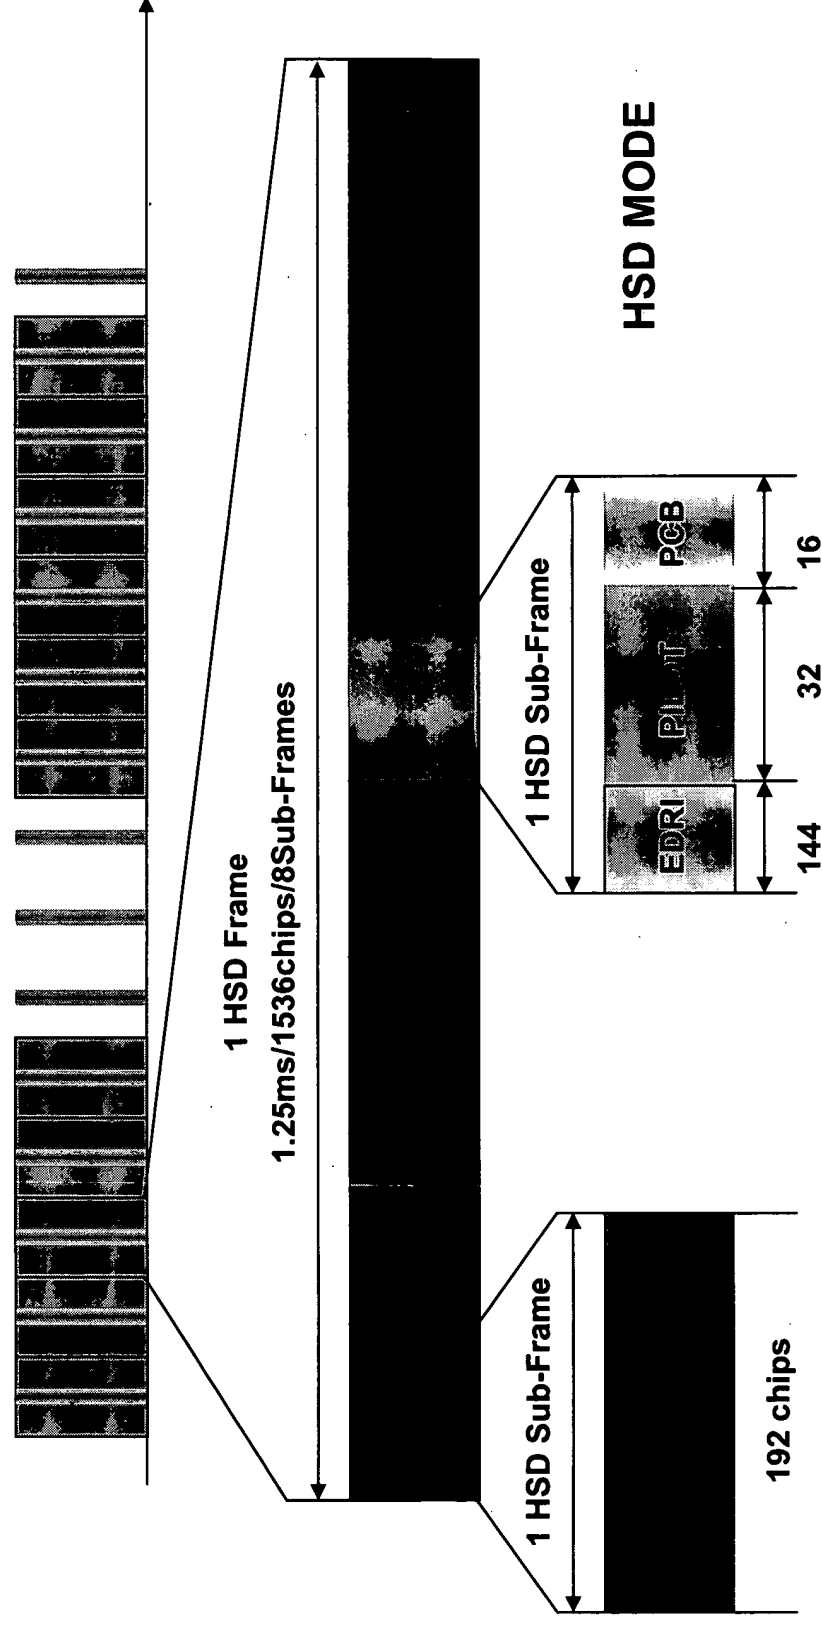 1 HSD Frame
1.25ms/1536chips/8Sub-Frames
1 HSD Sub-Frame
1 HSD Sub-Frame
EDRI
PILOT
PCB
192 chips
144
32
16
HSD MODE